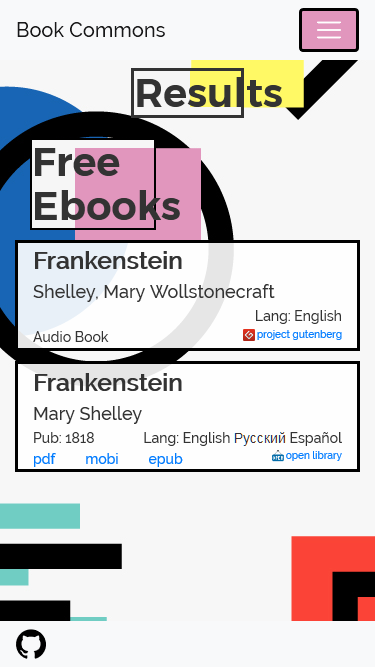 Book Commons
Results
Free
Ebooks
Frankenstein
Shelley, Mary Wollstonecraft
Lang: English
Audio Book
project gutenberg
Frankenstein
Mary Shelley
Pub: 1818 Lang: English Русский Español
pdf mobi epub
open library